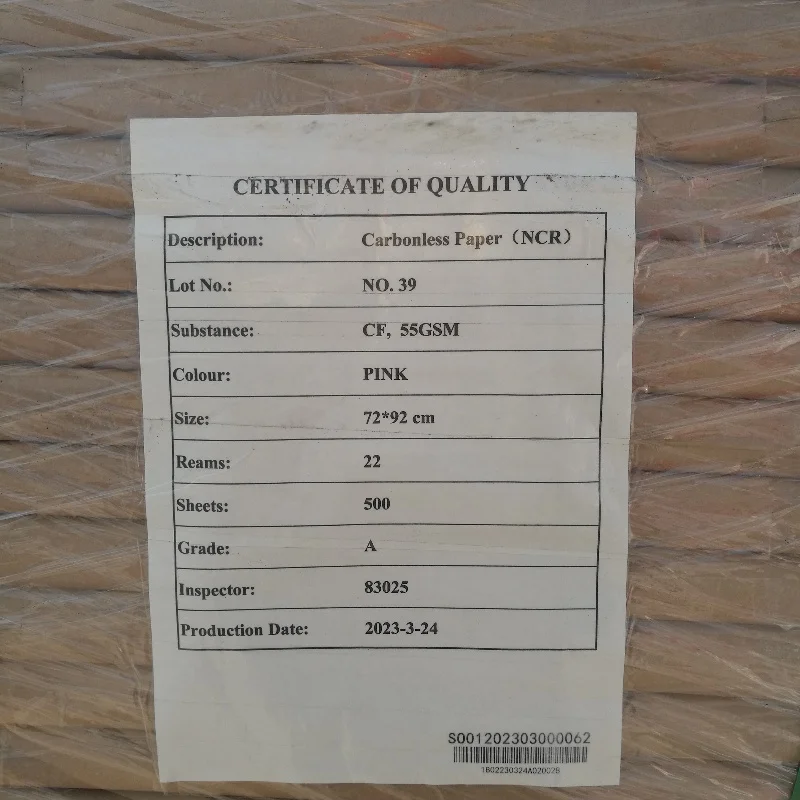 CERTIFICATE OF QUALITY
Description: Carbonless Paper（NCR）
Lot No.: NO. 39
Substance: CF, 55GSM
Colour: PINK
Size: 72*92 cm
Reams: 22
Sheets: 500
Grade: A
Inspector: 83025
Production Date: 2023-3-24
S001202303000062
1802230324A020028